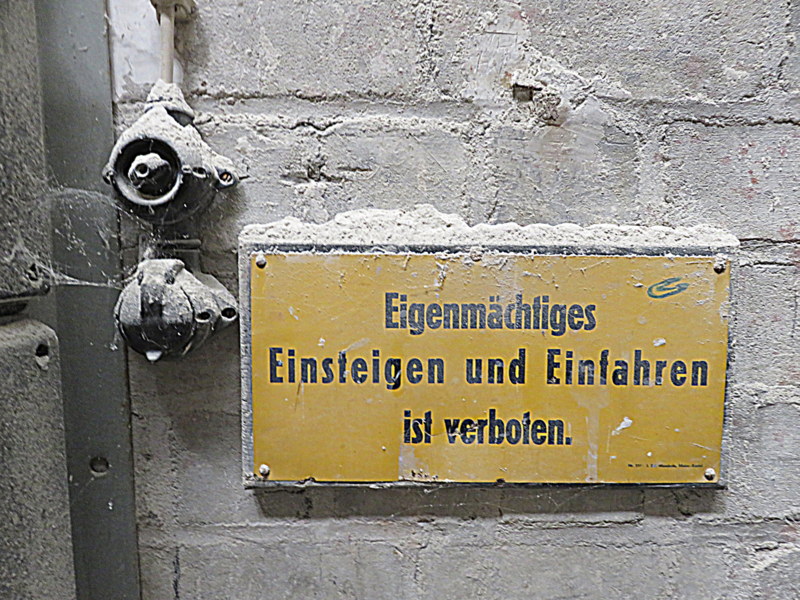 Eigenmächtiges
Einsteigen und Einfahren
ist verboten.